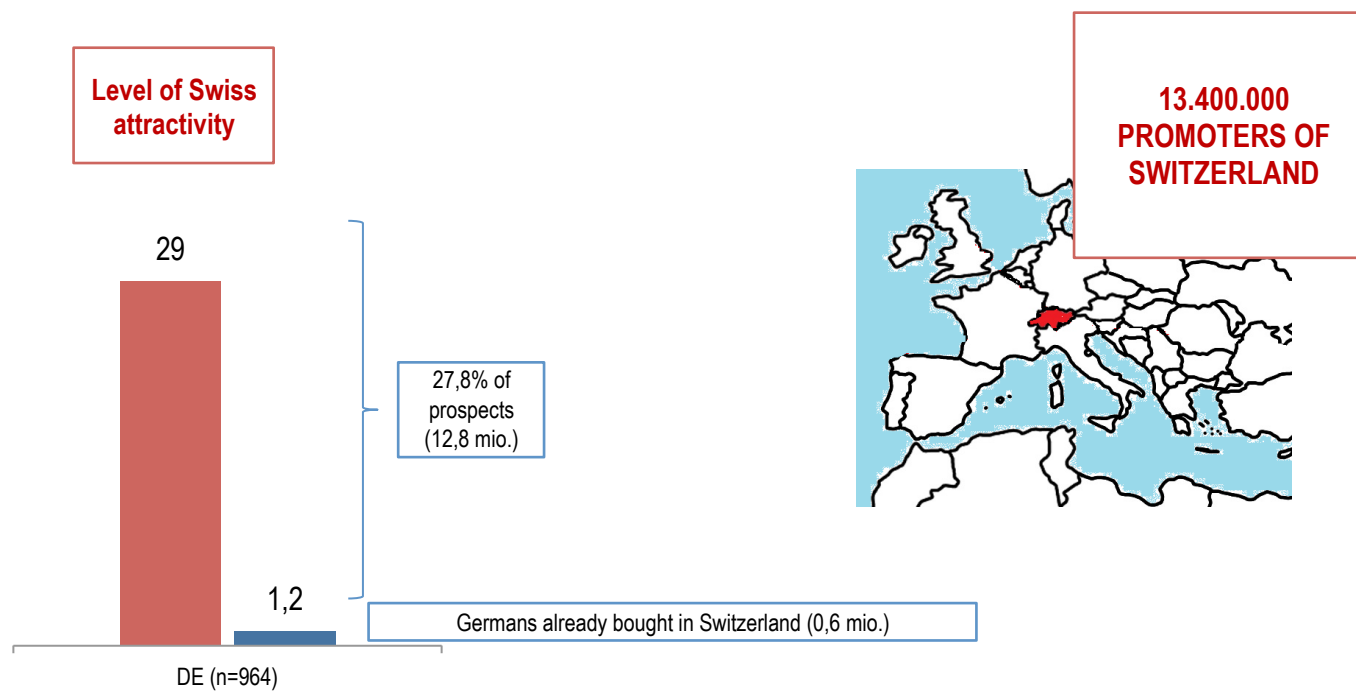 Level of Swiss
attractivity
13.400.000
PROMOTERS OF
SWITZERLAND
29
27,8% of
prospects
(12,8 mio.)
1,2
Germans already bought in Switzerland (0,6 mio.)
DE (n=964)